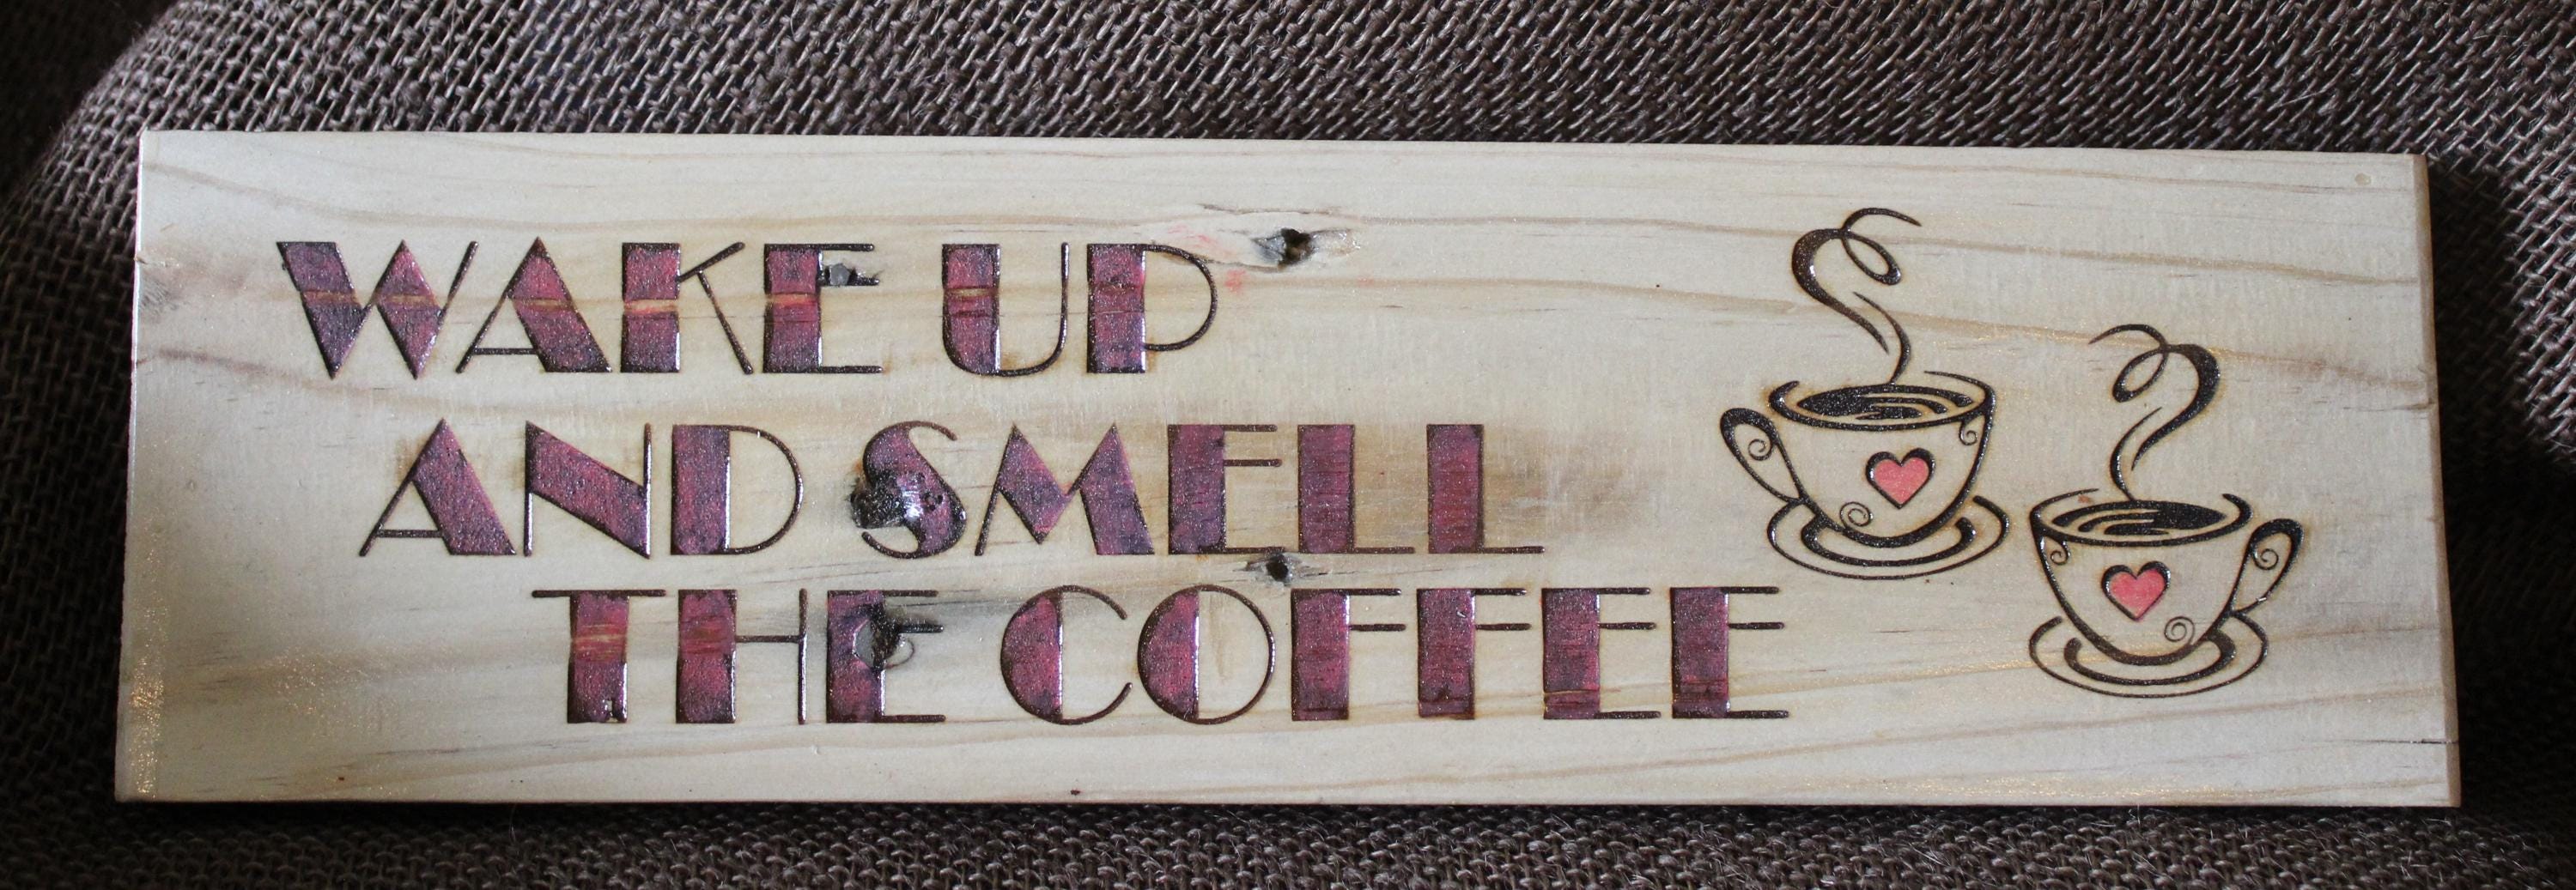 WAKE UP
AND SMELL
THE COFFEE